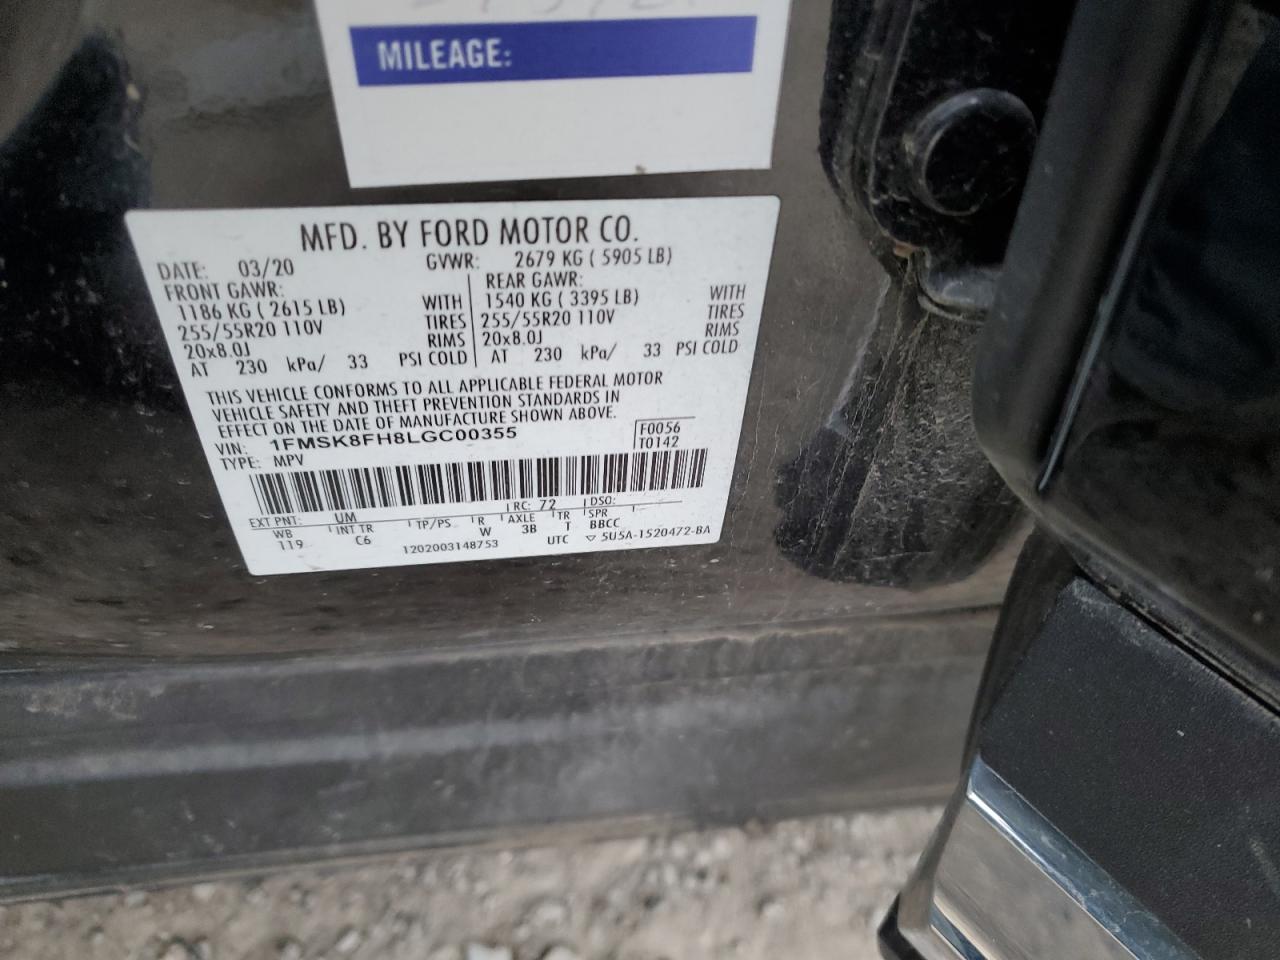 MILEAGE:
MFD. BY FORD MOTOR CO.
DATE: 03/20 GVWR: 2679 KG ( 5905 LB)
FRONT GAWR: REAR GAWR:
1186 KG ( 2615 LB) WITH 1540 KG ( 3395 LB) WITH
255/55R20 110V TIRES 255/55R20 110V TIRES
20x8.0J RIMS 20x8.0J RIMS
AT 230 kPa/ 33 PSI COLD AT 230 kPa/ 33 PSI COLD
THIS VEHICLE CONFORMS TO ALL APPLICABLE FEDERAL MOTOR
VEHICLE SAFETY AND THEFT PREVENTION STANDARDS IN
EFFECT ON THE DATE OF MANUFACTURE SHOWN ABOVE.
VIN: 1FMSK8FH8LGC00355 F0056
TYPE: MPV T0142
EXT PNT: UM RC: 72 DSO:
WB INT TR TP/PS R AXLE TR SPR
119 C6 W 3B T BBCC
1202003148753 UTC ▽ 5U5A-1520472-BA